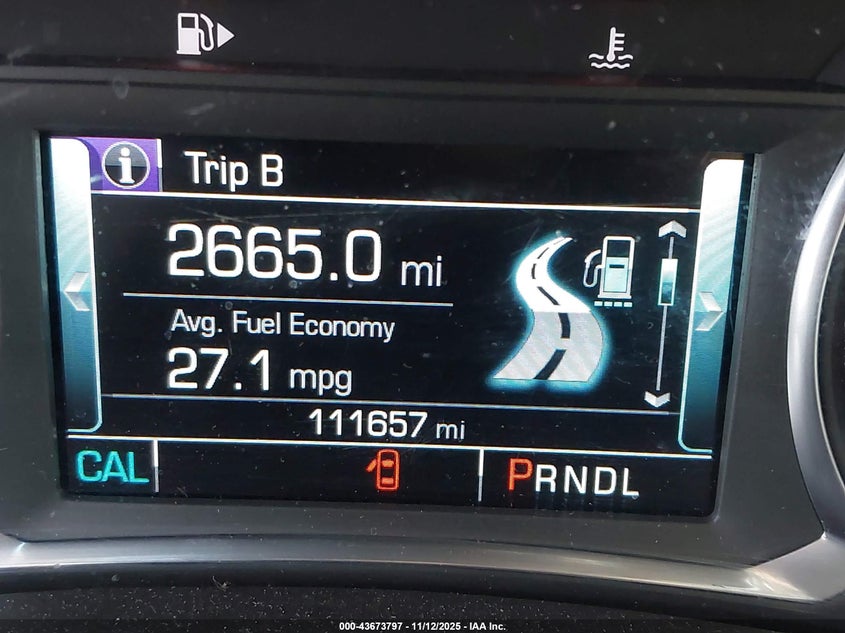 Trip B
2665.0 mi
Avg. Fuel Economy
27.1 mpg
111657 mi
CAL
PRNDL
000-43673797 - 11/12/2025 - IAA Inc.